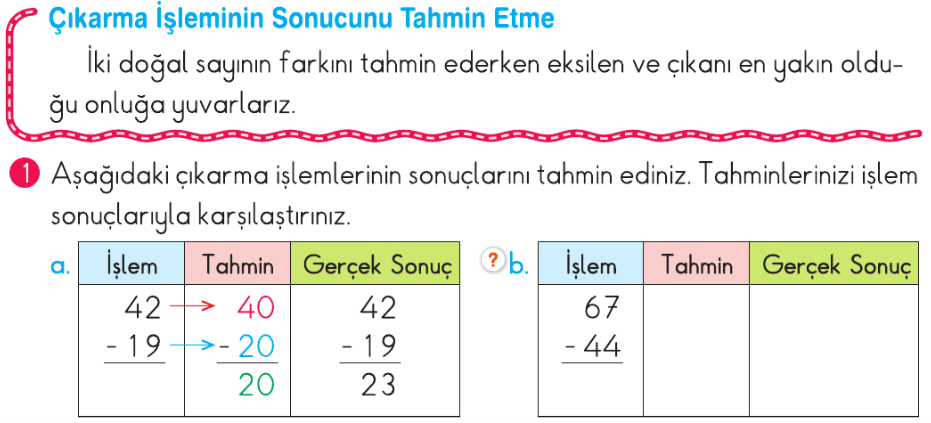 Çıkarma İşleminin Sonucunu Tahmin Etme
İki doğal sayının farkını tahmin ederken eksilen ve çıkanı en yakın oldu-
ğu onluğa yuvarlarız.
1 Aşağıdaki çıkarma işlemlerinin sonuçlarını tahmin ediniz. Tahminlerinizi işlem
sonuçlarıyla karşılaştırınız.
a. İşlem Tahmin Gerçek Sonuç
42 40 42
- 19 - 20 - 19
20 23
? b. İşlem Tahmin Gerçek Sonuç
67
- 44